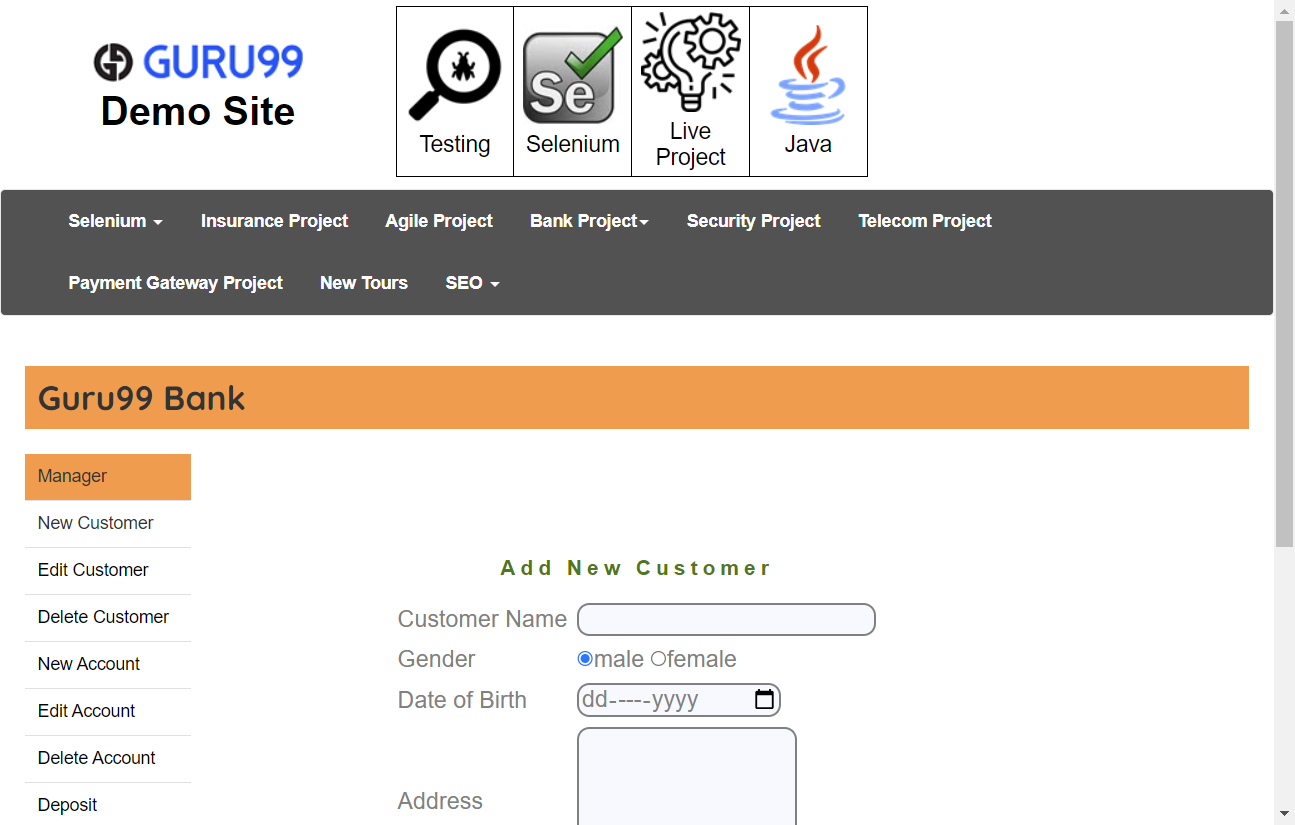 GURU99
Demo Site
Testing
Se
Selenium
Live
Project
Java
Selenium
Insurance Project
Agile Project
Bank Project
Security Project
Telecom Project
Payment Gateway Project
New Tours
SEO
Guru99 Bank
Manager
New Customer
Edit Customer
Delete Customer
New Account
Edit Account
Delete Account
Deposit
Add New Customer
Customer Name
Gender male female
Date of Birth dd-----yyyy
Address